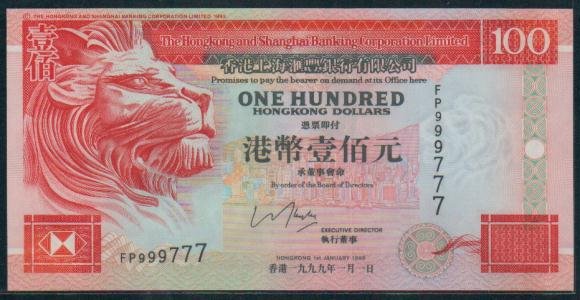 © THE HONGKONG AND SHANGHAI BANKING CORPORATION LIMITED
壹佰
The Hongkong and Shanghai Banking Corporation Limited
100
香港上海滙豐銀行有限公司
Promises to pay the bearer on demand at its Office here
ONE HUNDRED
HONGKONG DOLLARS
憑票即付
港幣壹佰元
承董事會命
By order of the Board of Directors
FP999777
EXECUTIVE DIRECTOR
執行董事
FP999777
HONGKONG 1st JANUARY 1999
香港一九九九年一月一日
100